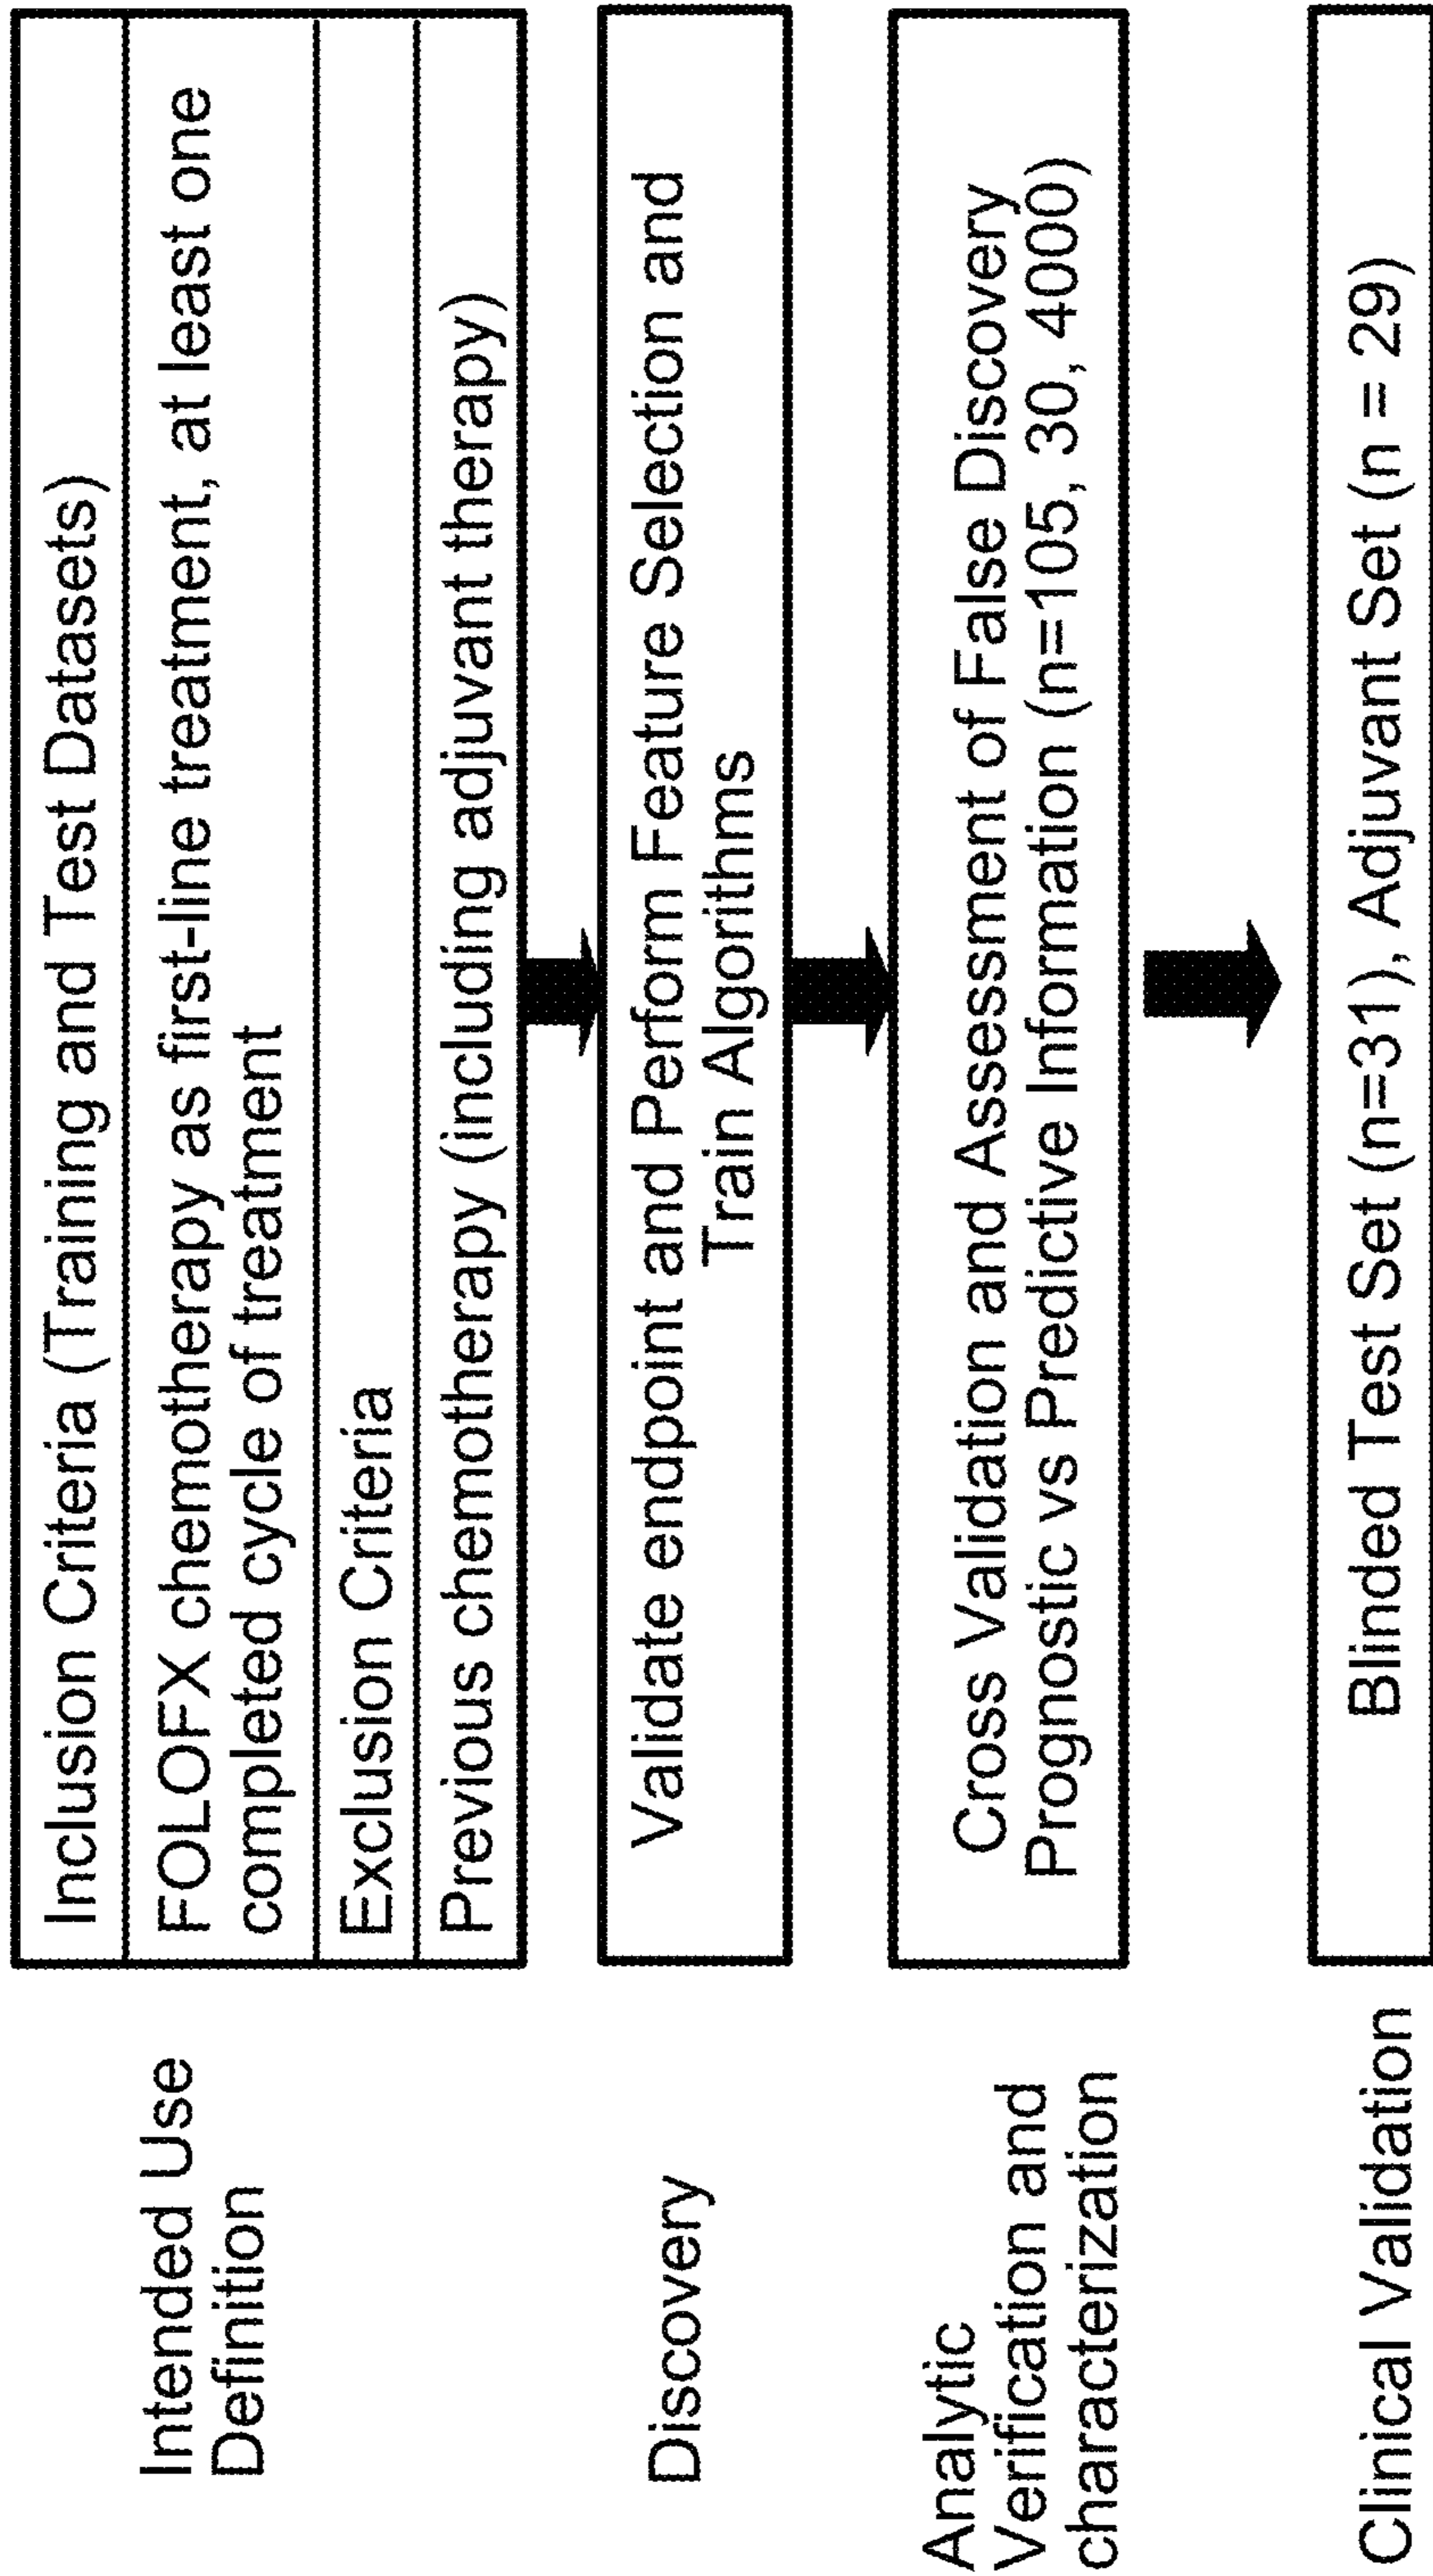 Intended Use
Definition
Inclusion Criteria (Training and Test Datasets)
FOLOFX chemotherapy as first-line treatment, at least one
completed cycle of treatment
Exclusion Criteria
Previous chemotherapy (including adjuvant therapy)
Discovery
Validate endpoint and Perform Feature Selection and
Train Algorithms
Analytic
Verification and
characterization
Cross Validation and Assessment of False Discovery
Prognostic vs Predictive Information (n=105, 30, 4000)
Clinical Validation
Blinded Test Set (n=31), Adjuvant Set (n = 29)